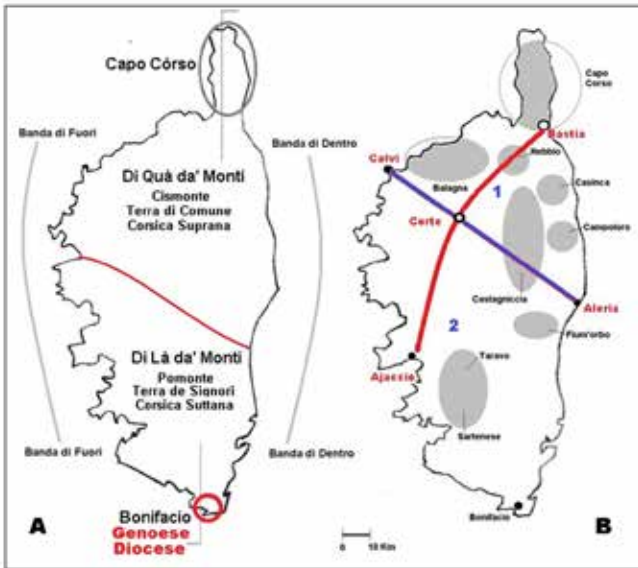 Capo Córso
Banda di Fuori
Banda di Dentro
Di Quà da' Monti
Cismonte
Terra di Comune
Corsica Suprana
Di Là da' Monti
Pomonte
Terra de Signori
Corsica Suttana
Banda di Fuori
Banda di Dentro
Bonifacio
Genoese
Diocese
A
Capo
Corso
Bastia
Calvi
Nebbio
Balagna
Casinca
1
Corte
Campoloro
Castagniccia
Aleria
2
Fium'orbo
Ajaccio
Taravo
Sartenese
Bonifacio
B
0 10 Km